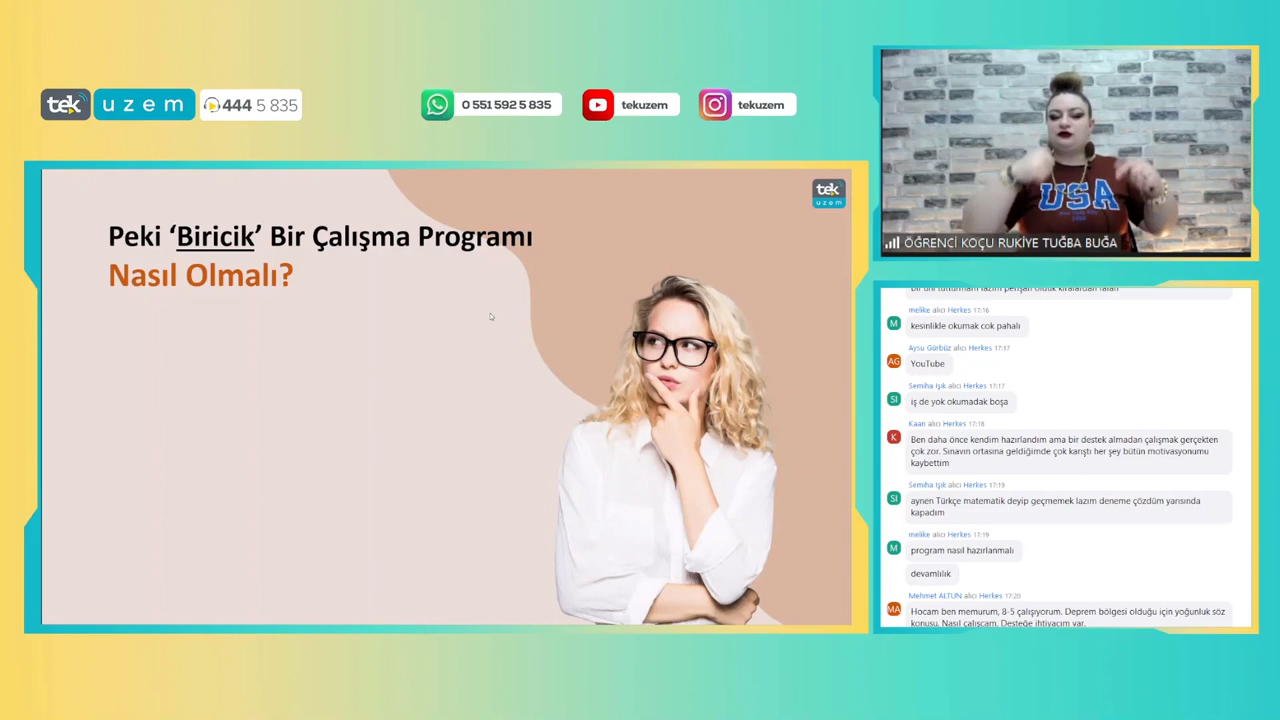 tek
uzem
444 5 835
0 551 592 5 835
tekuzem
tekuzem
tek
uzem
Peki ‘Biricik’ Bir Çalışma Programı
Nasıl Olmalı?
USA
ÖĞRENCİ KOÇU RUKİYE TUĞBA BUĞA
melike alıcı Herkes 17:16
M
kesinlikle okumak cok pahalı
Aysu Gürbüz alıcı Herkes 17:17
AG
YouTube
Semiha Işık alıcı Herkes 17:17
SI
iş de yok okumadak boşa
Kaan alıcı Herkes 17:18
K
Ben daha önce kendim hazırlandım ama bir destek almadan çalışmak gerçekten
çok zor. Sınavın ortasına geldiğimde çok karıştı her şey bütün motivasyonumu
kaybettim
Semiha Işık alıcı Herkes 17:19
SI
aynen Türkçe matematik deyip geçmemek lazım deneme çözdüm yarısında
kapadım
melike alıcı Herkes 17:19
M
program nasıl hazırlanmalı
devamlılık
Mehmet ALTUN alıcı Herkes 17:20
MA
Hocam ben memurum, 8-5 çalışıyorum. Deprem bölgesi olduğu için yoğunluk söz
konusu. Nasıl çalışcam. Desteğe ihtiyacım var.